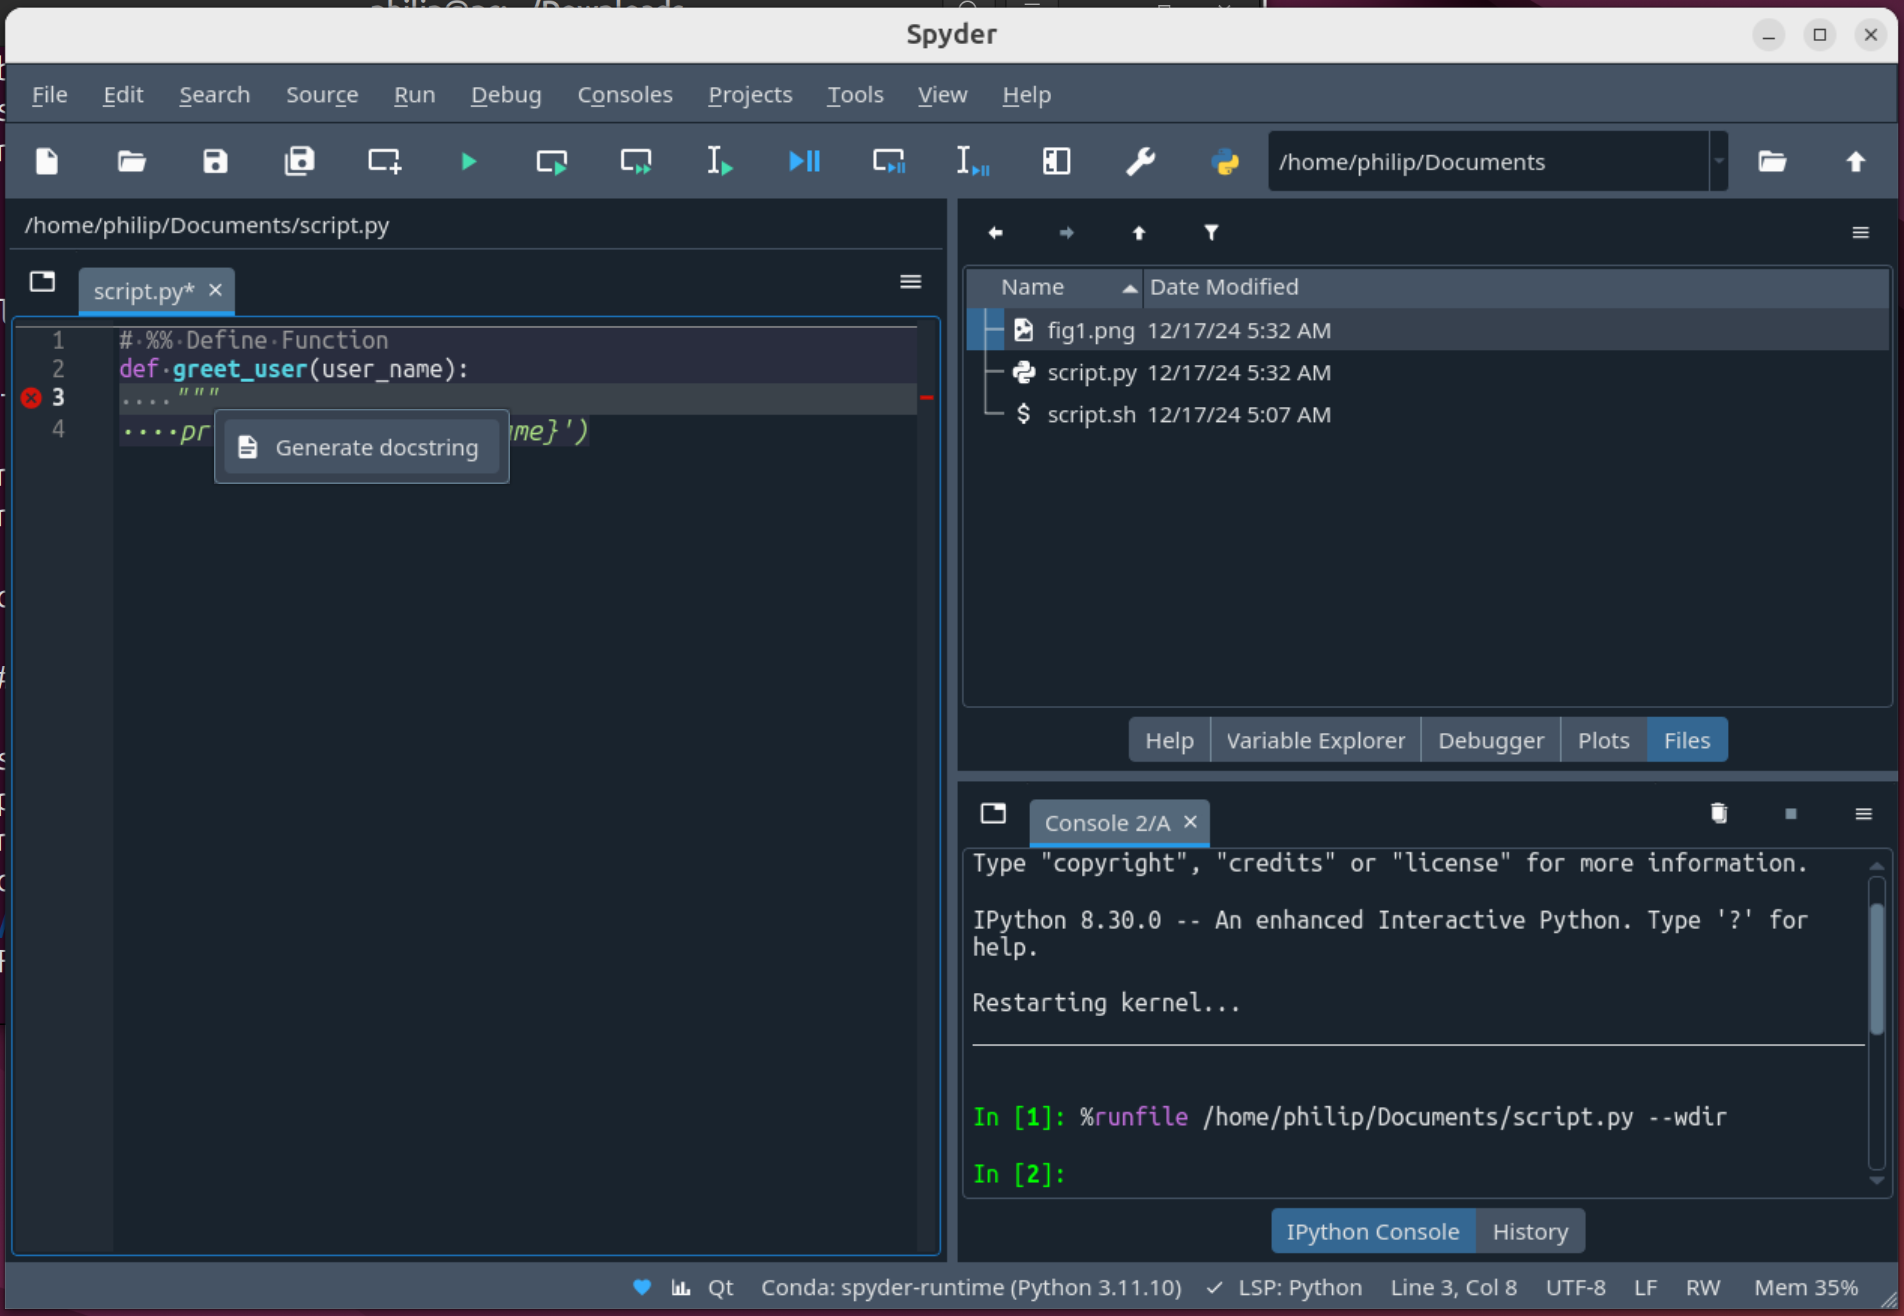 Spyder
File Edit Search Source Run Debug Consoles Projects Tools View Help
/home/philip/Documents
/home/philip/Documents/script.py
script.py*
1 # %% Define Function
2 def greet_user(user_name):
3 """
4 pr me}')
Generate docstring
Name Date Modified
fig1.png 12/17/24 5:32 AM
script.py 12/17/24 5:32 AM
script.sh 12/17/24 5:07 AM
Help Variable Explorer Debugger Plots Files
Console 2/A
Type "copyright", "credits" or "license" for more information.
IPython 8.30.0 -- An enhanced Interactive Python. Type '?' for
help.
Restarting kernel...
In [1]: %runfile /home/philip/Documents/script.py --wdir
In [2]:
IPython Console History
Qt Conda: spyder-runtime (Python 3.11.10) ✓ LSP: Python Line 3, Col 8 UTF-8 LF RW Mem 35%